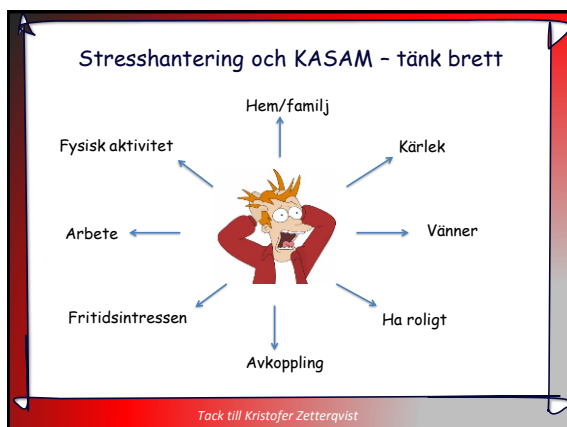 Stresshantering och KASAM – tänk brett
Hem/familj
Fysisk aktivitet
Kärlek
Arbete
Vänner
Fritidsintressen
Ha roligt
Avkoppling
Tack till Kristofer Zetterqvist